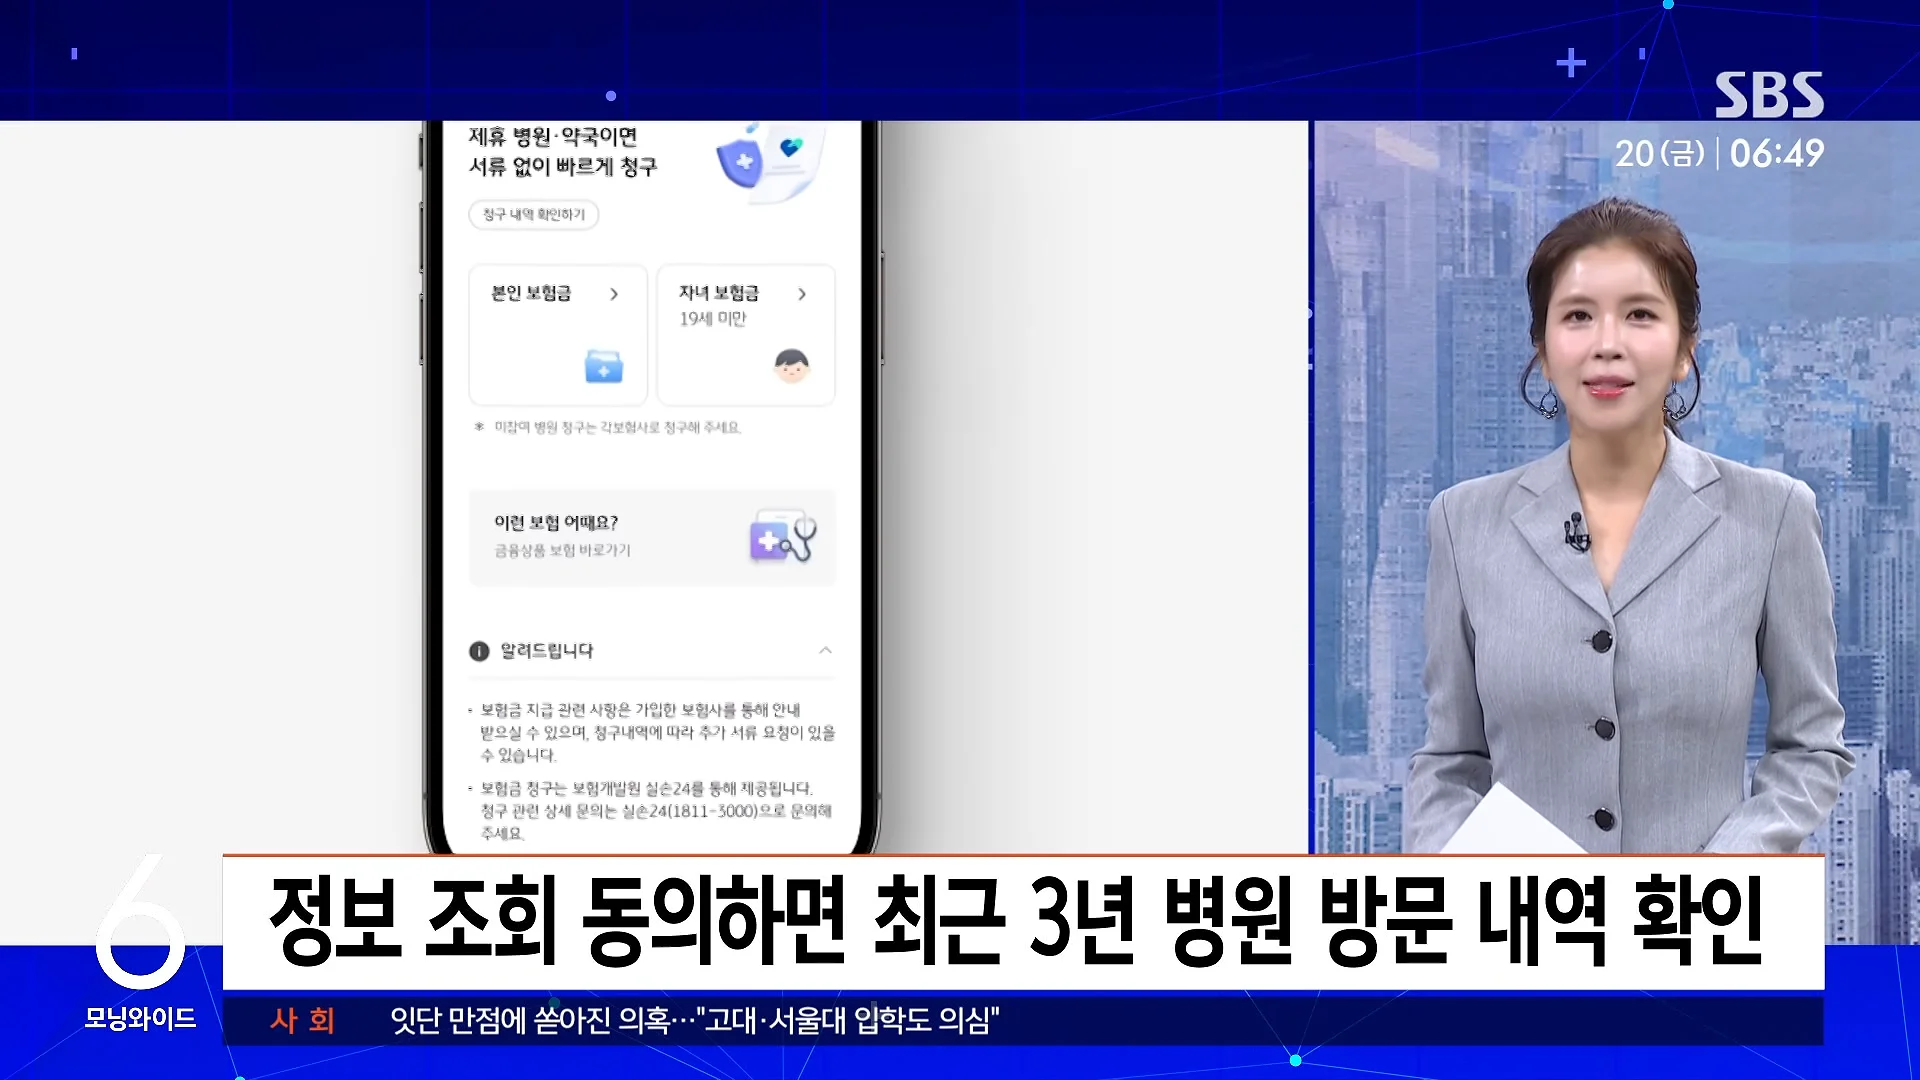 SBS
20(금) | 06:49
제휴 병원·약국이면
서류 없이 빠르게 청구
청구 내역 확인하기
본인 보험금
자녀 보험금
19세 미만
* 미참여 병원 청구는 각보험사로 청구해 주세요.
이런 보험 어때요?
금융상품 보험 바로가기
알려드립니다
- 보험금 지급 관련 사항은 가입한 보험사를 통해 안내
받으실 수 있으며, 청구내역에 따라 추가 서류 요청이 있을
수 있습니다.
- 보험금 청구는 보험개발원 실손24를 통해 제공됩니다.
청구 관련 상세 문의는 실손24(1811-3000)으로 문의해
주세요.
정보 조회 동의하면 최근 3년 병원 방문 내역 확인
6
모닝와이드
사 회 잇단 만점에 쏟아진 의혹…"고대·서울대 입학도 의심"